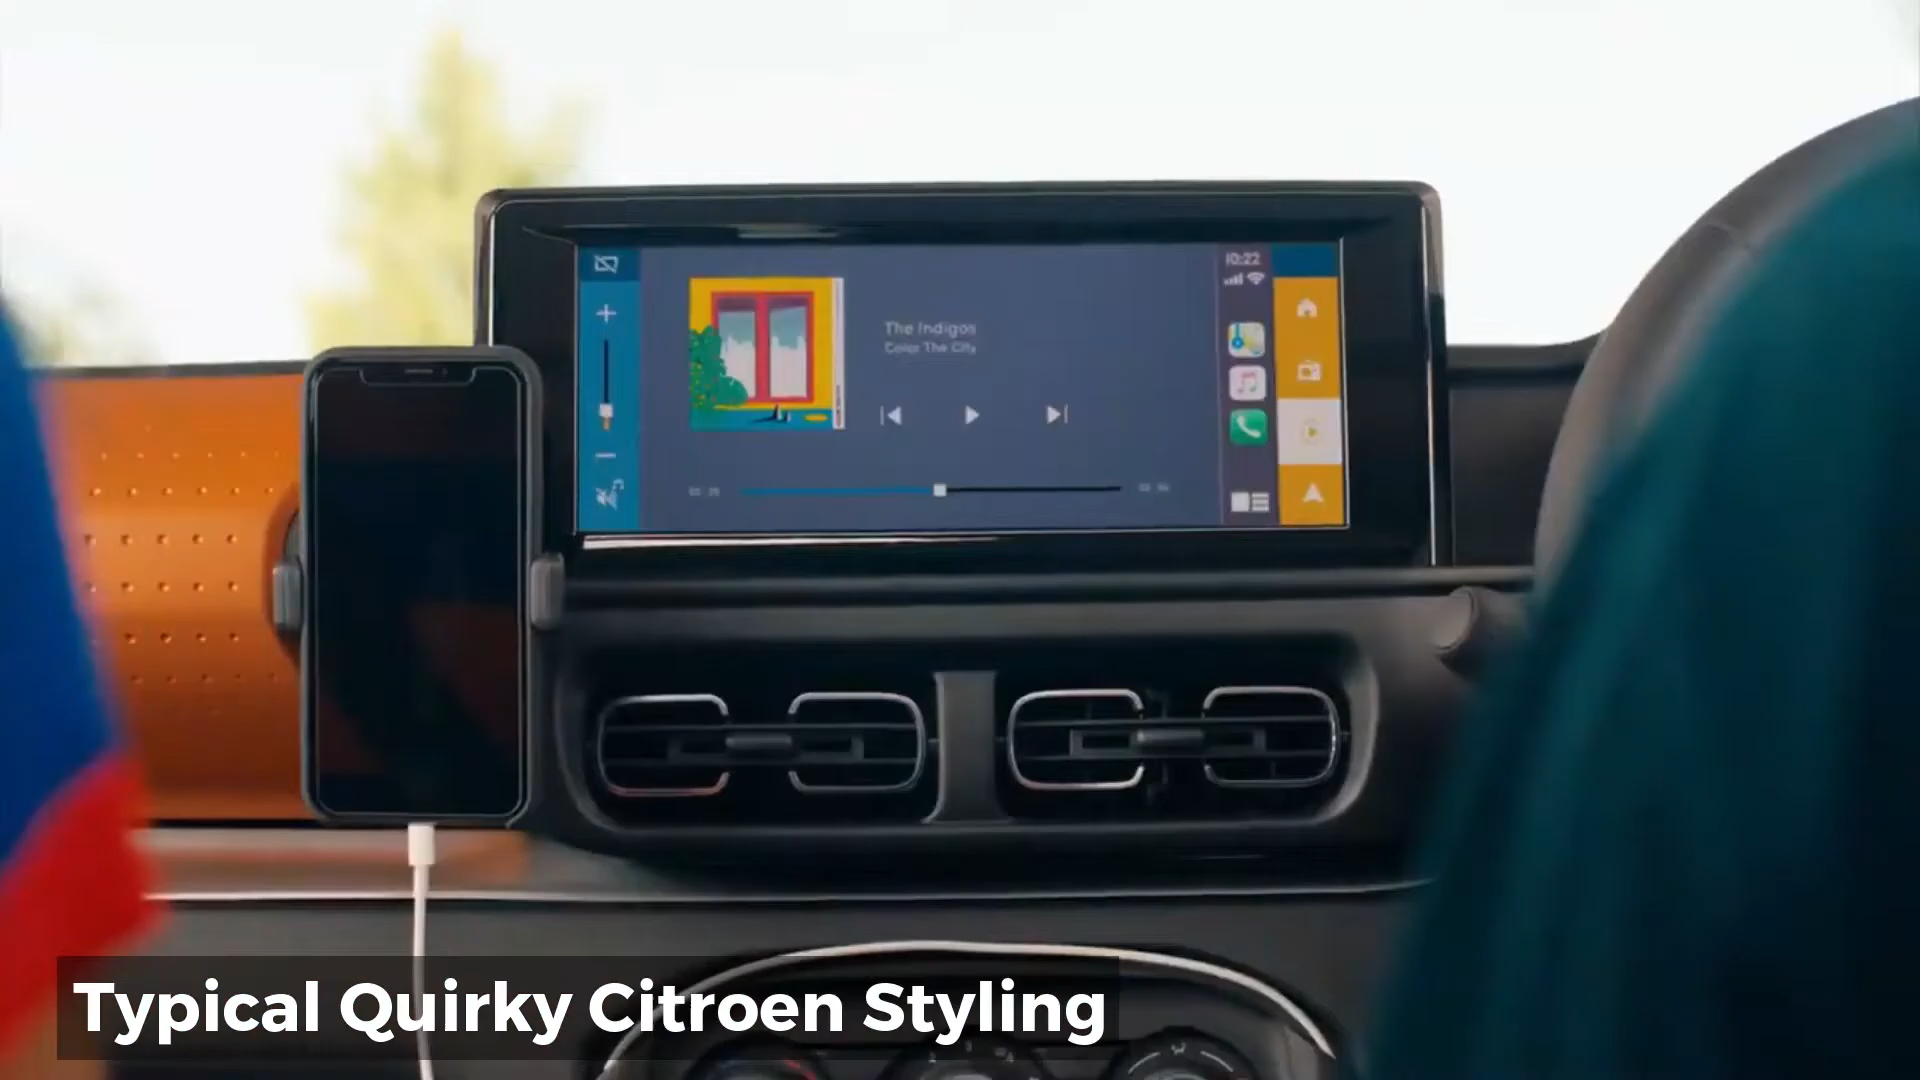 10:22
The Indigos
Color The City
Typical Quirky Citroen Styling